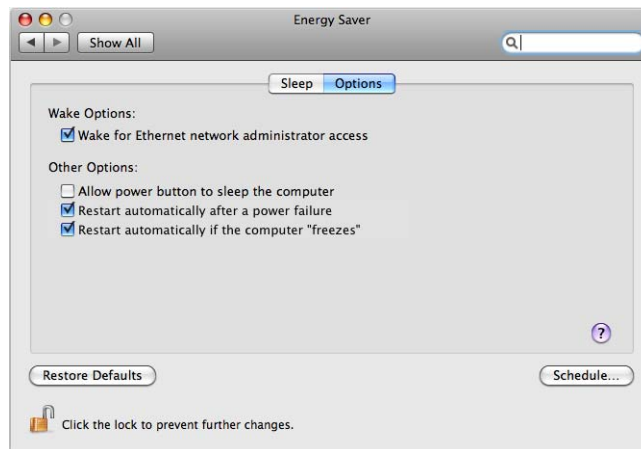 Energy Saver
Show All
Sleep Options
Wake Options:
Wake for Ethernet network administrator access
Other Options:
Allow power button to sleep the computer
Restart automatically after a power failure
Restart automatically if the computer "freezes"
?
Restore Defaults Schedule...
Click the lock to prevent further changes.